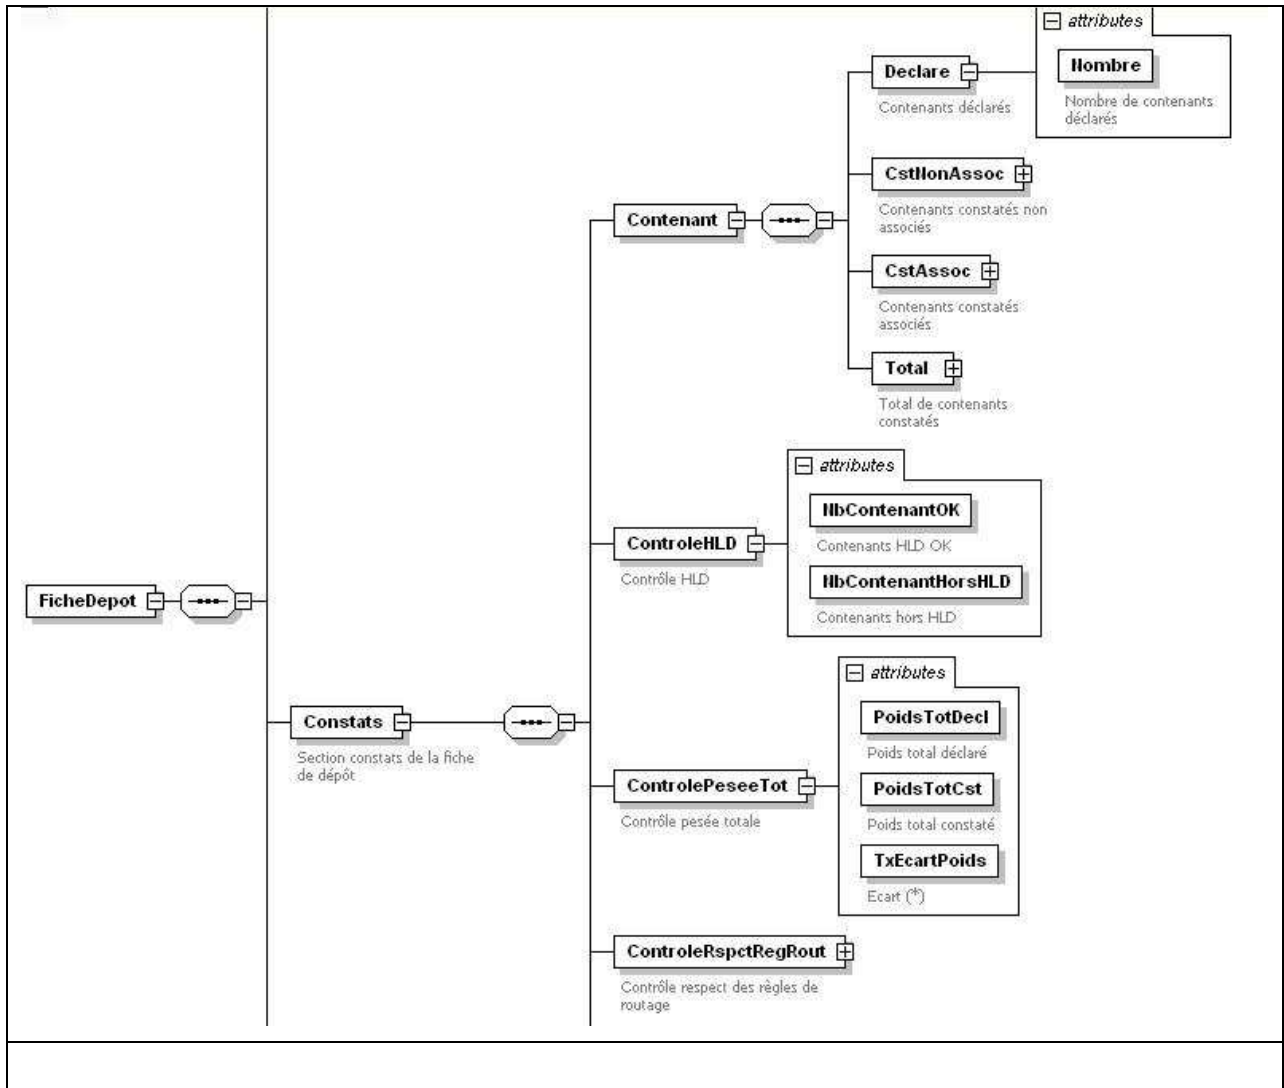 attributes
Declare
Nombre
Contenants déclarés
Nombre de contenants
déclarés
CstNonAssoc
Contenants constatés non
associés
Contenant
CstAssoc
Contenants constatés
associés
Total
Total de contenants
constatés
attributes
NbContenantOK
Contenants HLD OK
ControleHLD
Contrôle HLD
NbContenantHorsHLD
Contenants hors HLD
FicheDepot
attributes
PoidsTotDecl
Poids total déclaré
Constats
Section constats de la fiche
de dépôt
ControlePeseeTot
Contrôle pesée totale
PoidsTotCst
Poids total constaté
TxEcartPoids
Ecart (*)
ControleRspctRegRout
Contrôle respect des règles de
routage